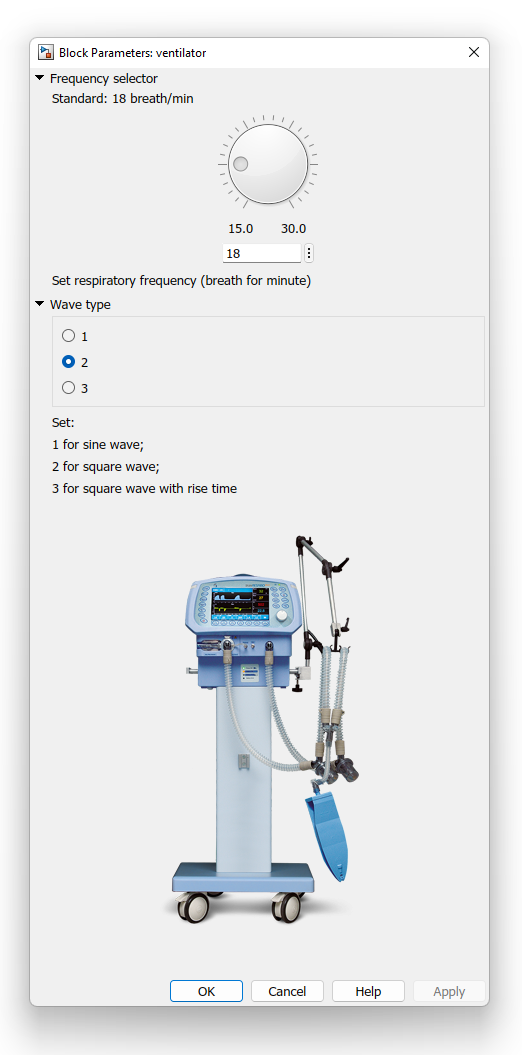 Block Parameters: ventilator
Frequency selector
Standard: 18 breath/min
15.0 30.0
18
Set respiratory frequency (breath for minute)
Wave type
1
2
3
Set:
1 for sine wave;
2 for square wave;
3 for square wave with rise time
OK Cancel Help Apply